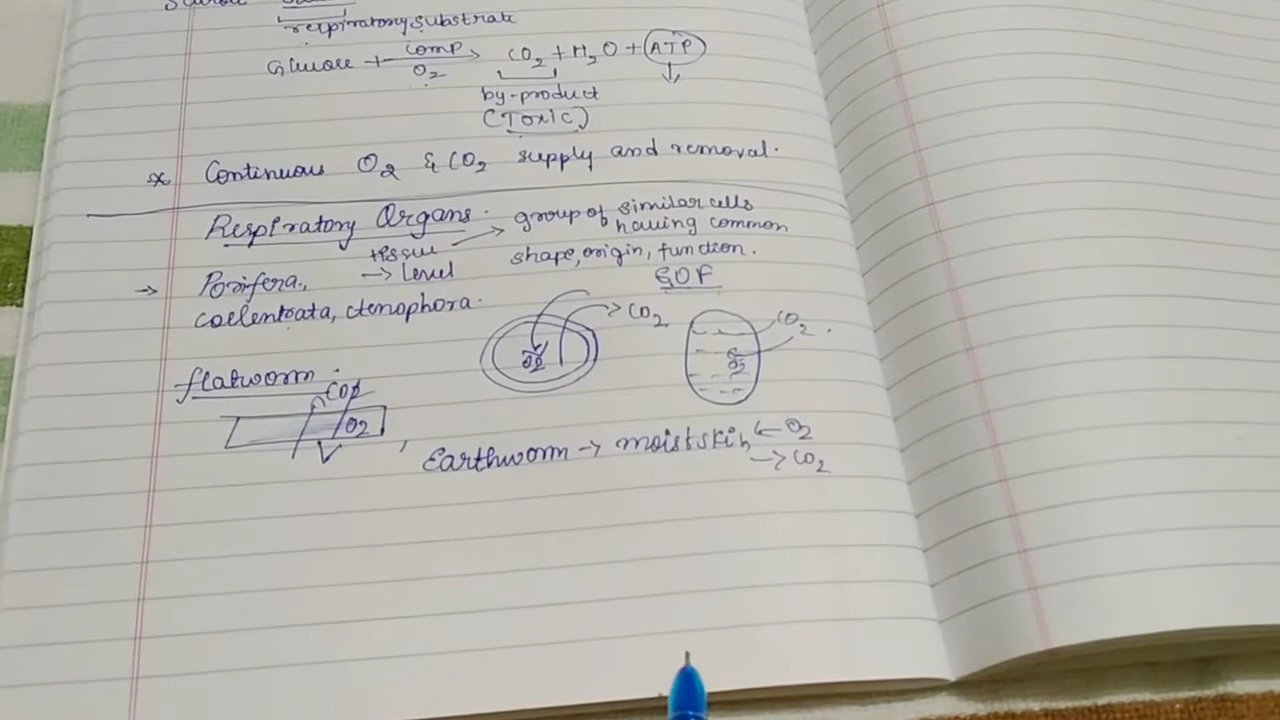 respiratory substrate
Glucose + comp O2 → CO2 + H2O + ATP
by-product
(Toxic)
* Continuous O2 & CO2 supply and removal.
Respiratory Organs.
tissue → group of similar cells
having common
shape, origin, function.
→ Porifera, → Level
SOF
coelentrata, ctenophora.
→ CO2
O2
CO2.
O2
flatworm.
CO2
O2
, Earthworm → moist skin ← O2
→ CO2